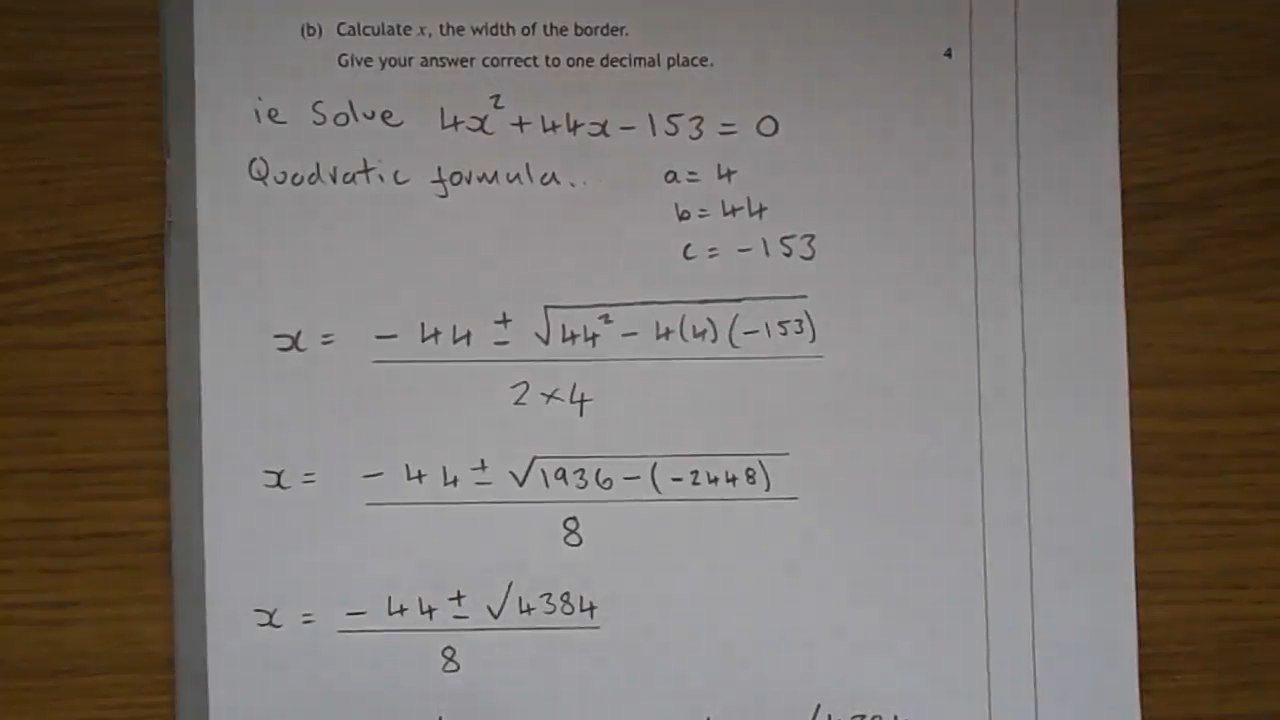 (b) Calculate x, the width of the border.
Give your answer correct to one decimal place.
4
ie Solve 4x² + 44x - 153 = 0
Quadratic formula...
a = 4
b = 44
c = -153
x = -44 ± √44² - 4(4)(-153)
2 × 4
x = -44 ± √1936 - (-2448)
8
x = -44 ± √4384
8